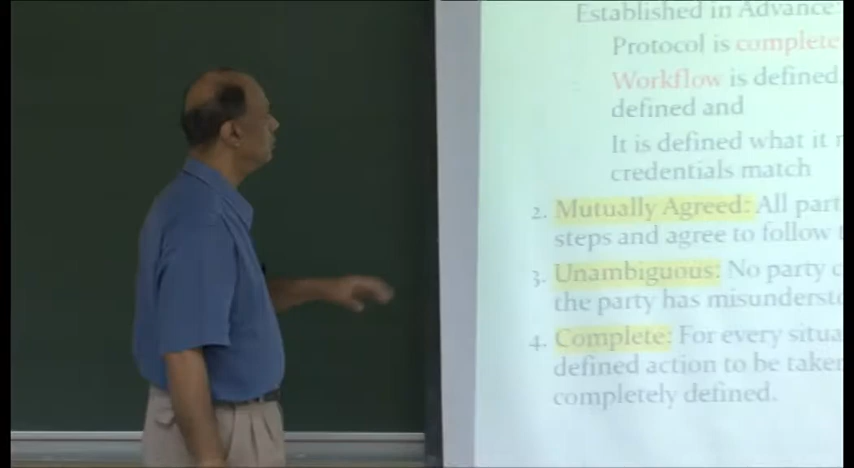 Established in Advance
Protocol is complete
Workflow is defined,
defined and
It is defined what it
credentials match
2. Mutually Agreed: All part
steps and agree to follow
3. Unambiguous: No party
the party has misunderst
4. Complete: For every situa
defined action to be taken
completely defined.